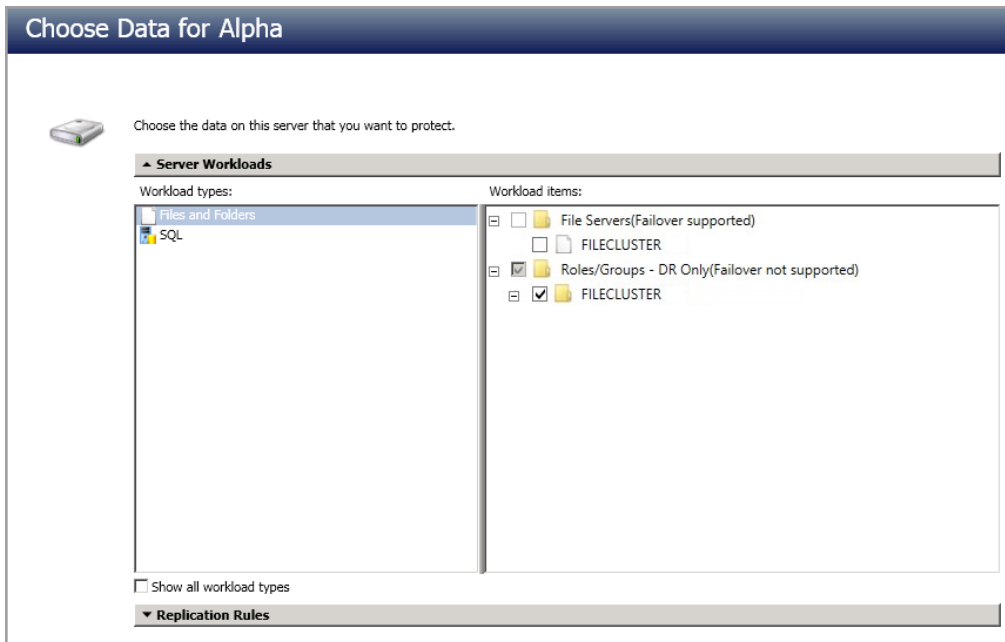 Choose Data for Alpha
Choose the data on this server that you want to protect.
Server Workloads
Workload types:
Workload items:
Files and Folders
SQL
File Servers(Failover supported)
FILECLUSTER
Roles/Groups - DR Only(Failover not supported)
FILECLUSTER
Show all workload types
Replication Rules